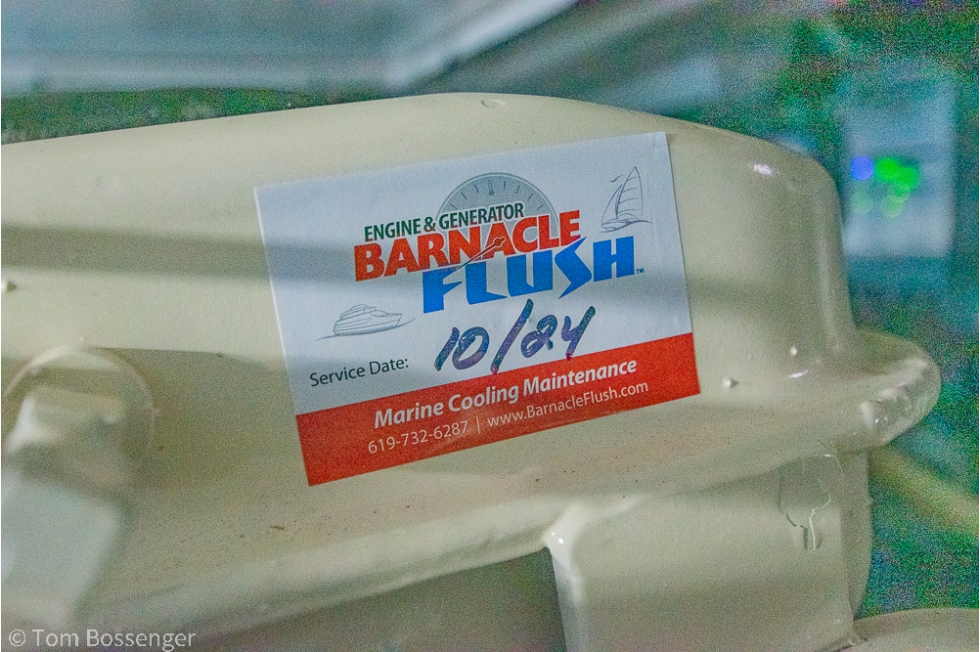 ENGINE & GENERATOR
BARNACLE
FLUSH™
Service Date: 10/24
Marine Cooling Maintenance
619-732-6287 | www.BarnacleFlush.com
© Tom Bossenger